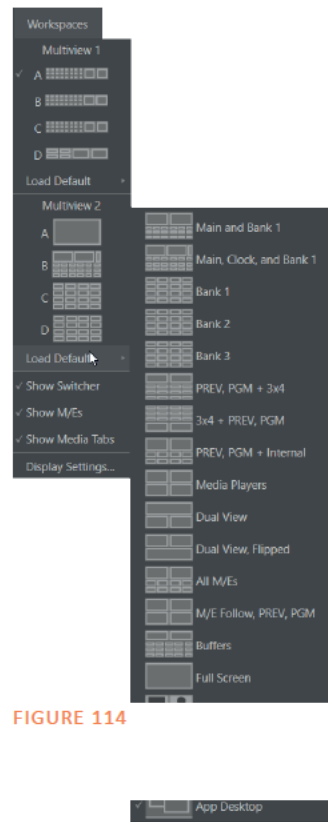 Workspaces
Multiview 1
A
B
C
D
Load Default
Multiview 2
A
B
C
D
Load Default
Show Switcher
Show M/Es
Show Media Tabs
Display Settings...
Main and Bank 1
Main, Clock, and Bank 1
Bank 1
Bank 2
Bank 3
PREV, PGM + 3x4
3x4 + PREV, PGM
PREV, PGM + Internal
Media Players
Dual View
Dual View, Flipped
All M/Es
M/E Follow, PREV, PGM
Buffers
Full Screen
FIGURE 114
App Desktop